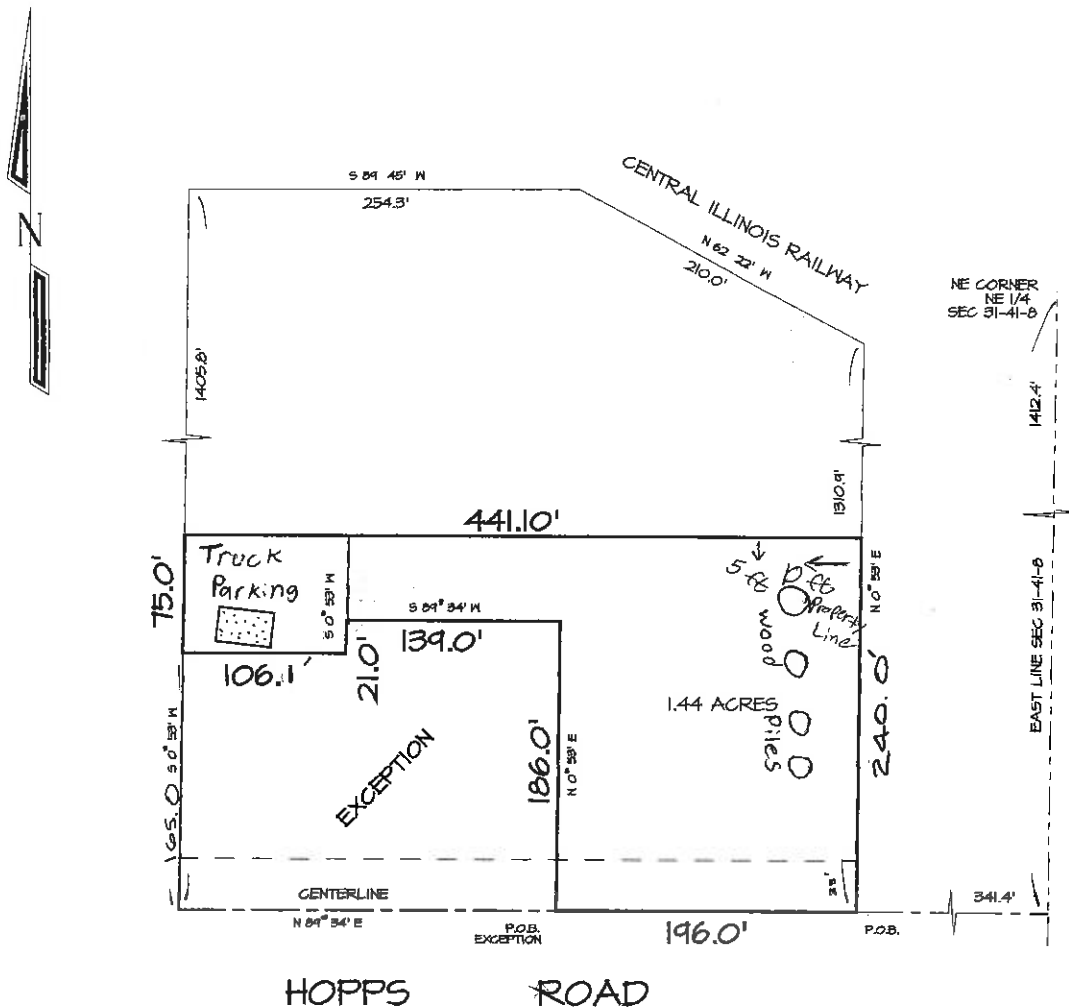 N
S 89° 45' W
254.3'
CENTRAL ILLINOIS RAILWAY
N 62° 22' W
210.0'
NE CORNER
NE 1/4
SEC 31-41-8
1405.8'
1412.4'
1310.9'
441.10'
Truck
Parking
75.0'
S 0° 53' W
S 89° 34' W
139.0'
106.1'
21.0'
5 ft
10 ft
Property
Line
wood
Piles
N 0° 53' E
1.44 ACRES
240.0'
EAST LINE SEC 31-41-8
EXCEPTION
186.0'
N 0° 53' E
165.0
S 0° 53' W
CENTERLINE
N 89° 34' E
P.O.B.
EXCEPTION
196.0'
P.O.B.
341.4'
HOPPS ROAD